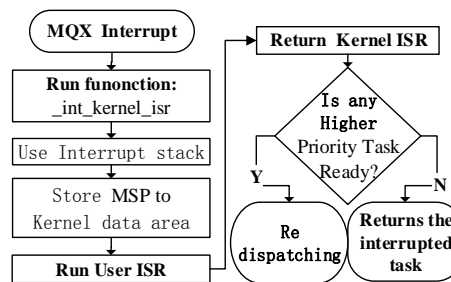 MQX Interrupt
Run funonction:
_int_kernel_isr
Use Interrupt stack
Store MSP to
Kernel data area
Run User ISR
Return Kernel ISR
Is any
Higher
Priority Task
Ready?
Y
N
Re
dispatching
Returns the
interrupted
task